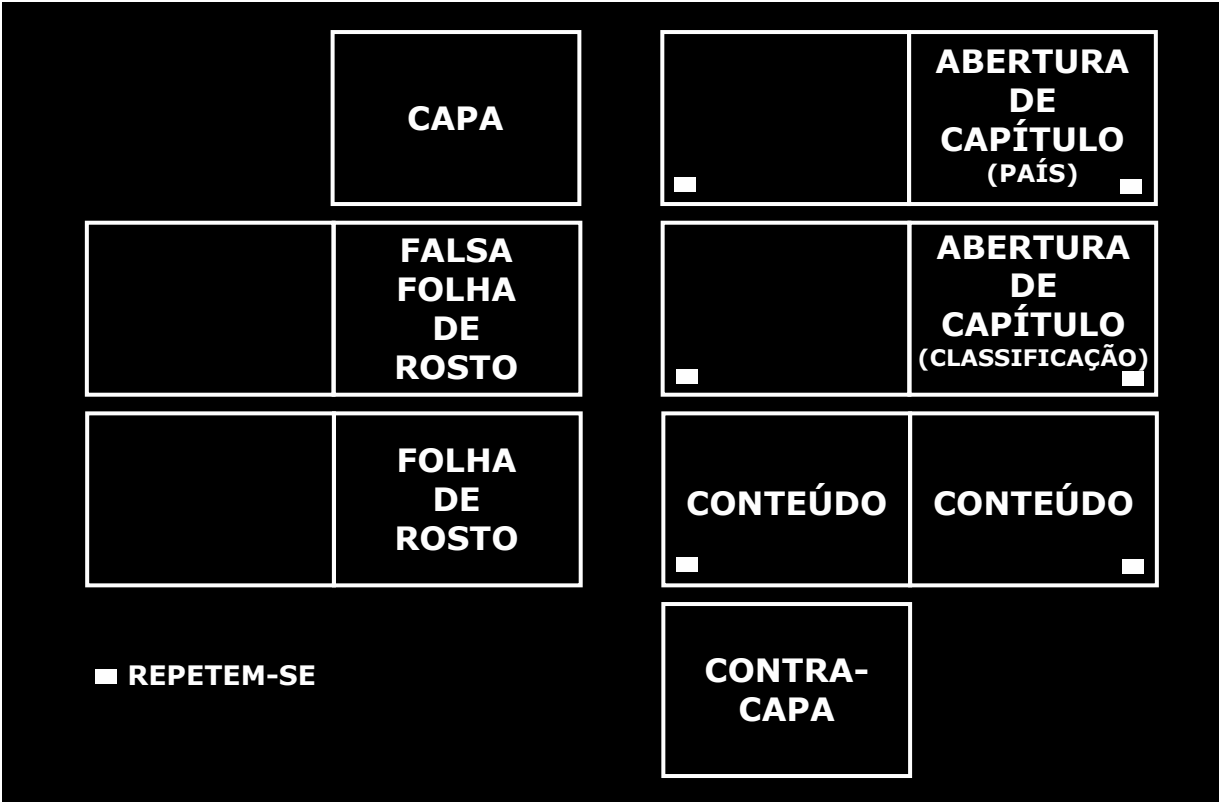 CAPA
FALSA
FOLHA
DE
ROSTO
FOLHA
DE
ROSTO
REPETEM-SE
ABERTURA
DE
CAPÍTULO
(PAÍS)
ABERTURA
DE
CAPÍTULO
(CLASSIFICAÇÃO)
CONTEÚDO
CONTEÚDO
CONTRA-
CAPA